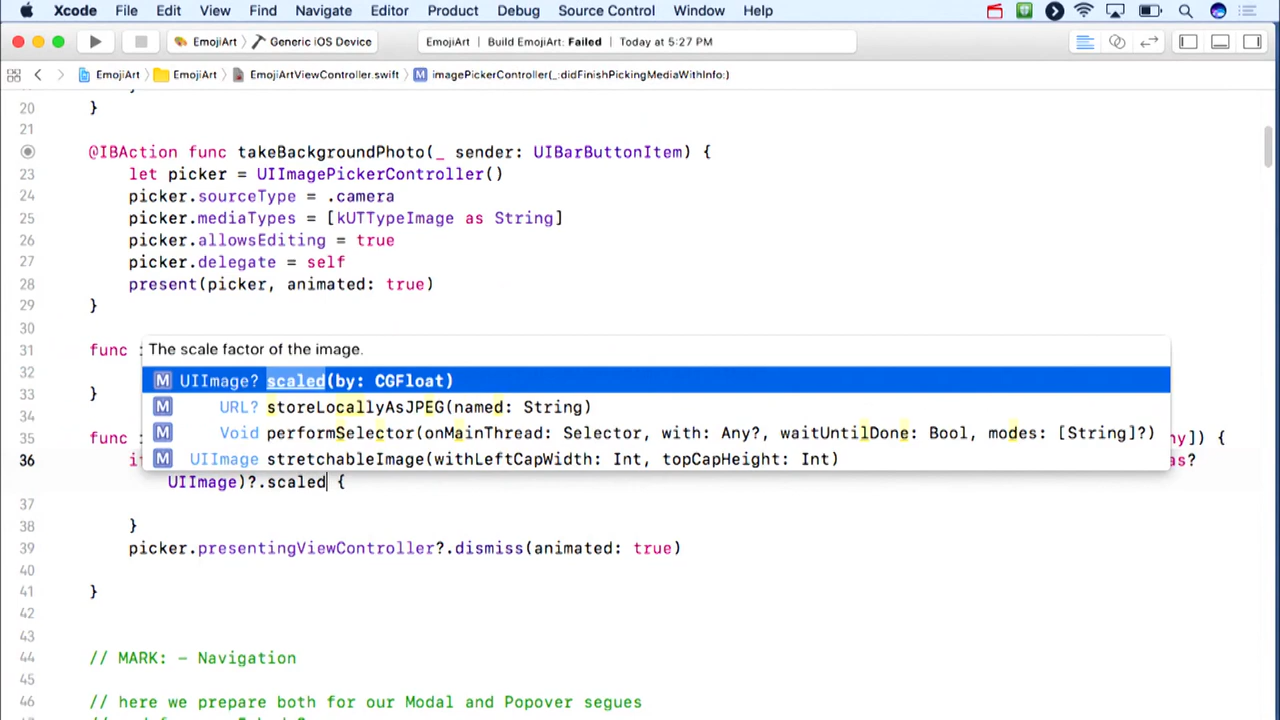 Xcode File Edit View Find Navigate Editor Product Debug Source Control Window Help
EmojiArt Generic iOS Device EmojiArt | Build EmojiArt: Failed | Today at 5:27 PM
EmojiArt EmojiArt EmojiArtViewController.swift M imagePickerController(_:didFinishPickingMediaWithInfo:)
20 }
21
@IBAction func takeBackgroundPhoto(_ sender: UIBarButtonItem) {
23 let picker = UIImagePickerController()
24 picker.sourceType = .camera
25 picker.mediaTypes = [kUTTypeImage as String]
26 picker.allowsEditing = true
27 picker.delegate = self
28 present(picker, animated: true)
29 }
30
31 func
The scale factor of the image.
32
M UIImage? scaled(by: CGFloat)
33 }
M URL? storeLocallyAsJPEG(named: String)
34
M Void performSelector(onMainThread: Selector, with: Any?, waitUntilDone: Bool, modes: [String]?)
35 func ny]) {
M UIImage stretchableImage(withLeftCapWidth: Int, topCapHeight: Int)
36 as?
UIImage)?.scaled {
37
38 }
39 picker.presentingViewController?.dismiss(animated: true)
40
41 }
42
43
44 // MARK: - Navigation
45
46 // here we prepare both for our Modal and Popover segues